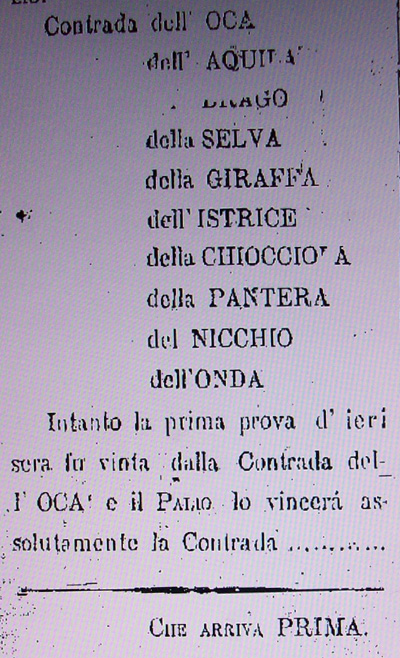 Contrada dell' OCA
dell' AQUILA
DRAGO
della SELVA
della GIRAFFA
dell' ISTRICE
della CHIOCCIOLA
della PANTERA
del NICCHIO
dell'ONDA
Intanto la prima prova d' ieri
sera fu vinta dalla Contrada del-
l' OCA e il PALIO lo vincerá as-
solutamente la Contrada ..........
CHE ARRIVA PRIMA.